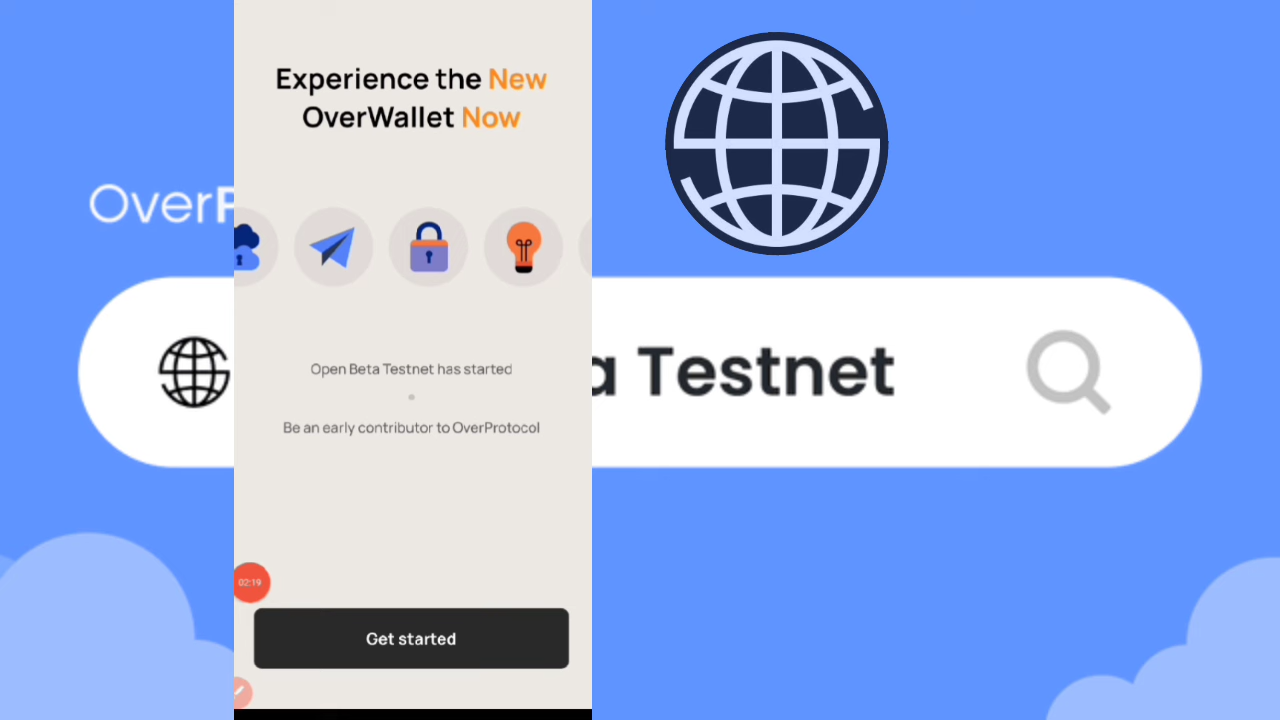 Experience the New
OverWallet Now
OverP
Open Beta Testnet has started
Be an early contributor to OverProtocol
a Testnet
02:19
Get started